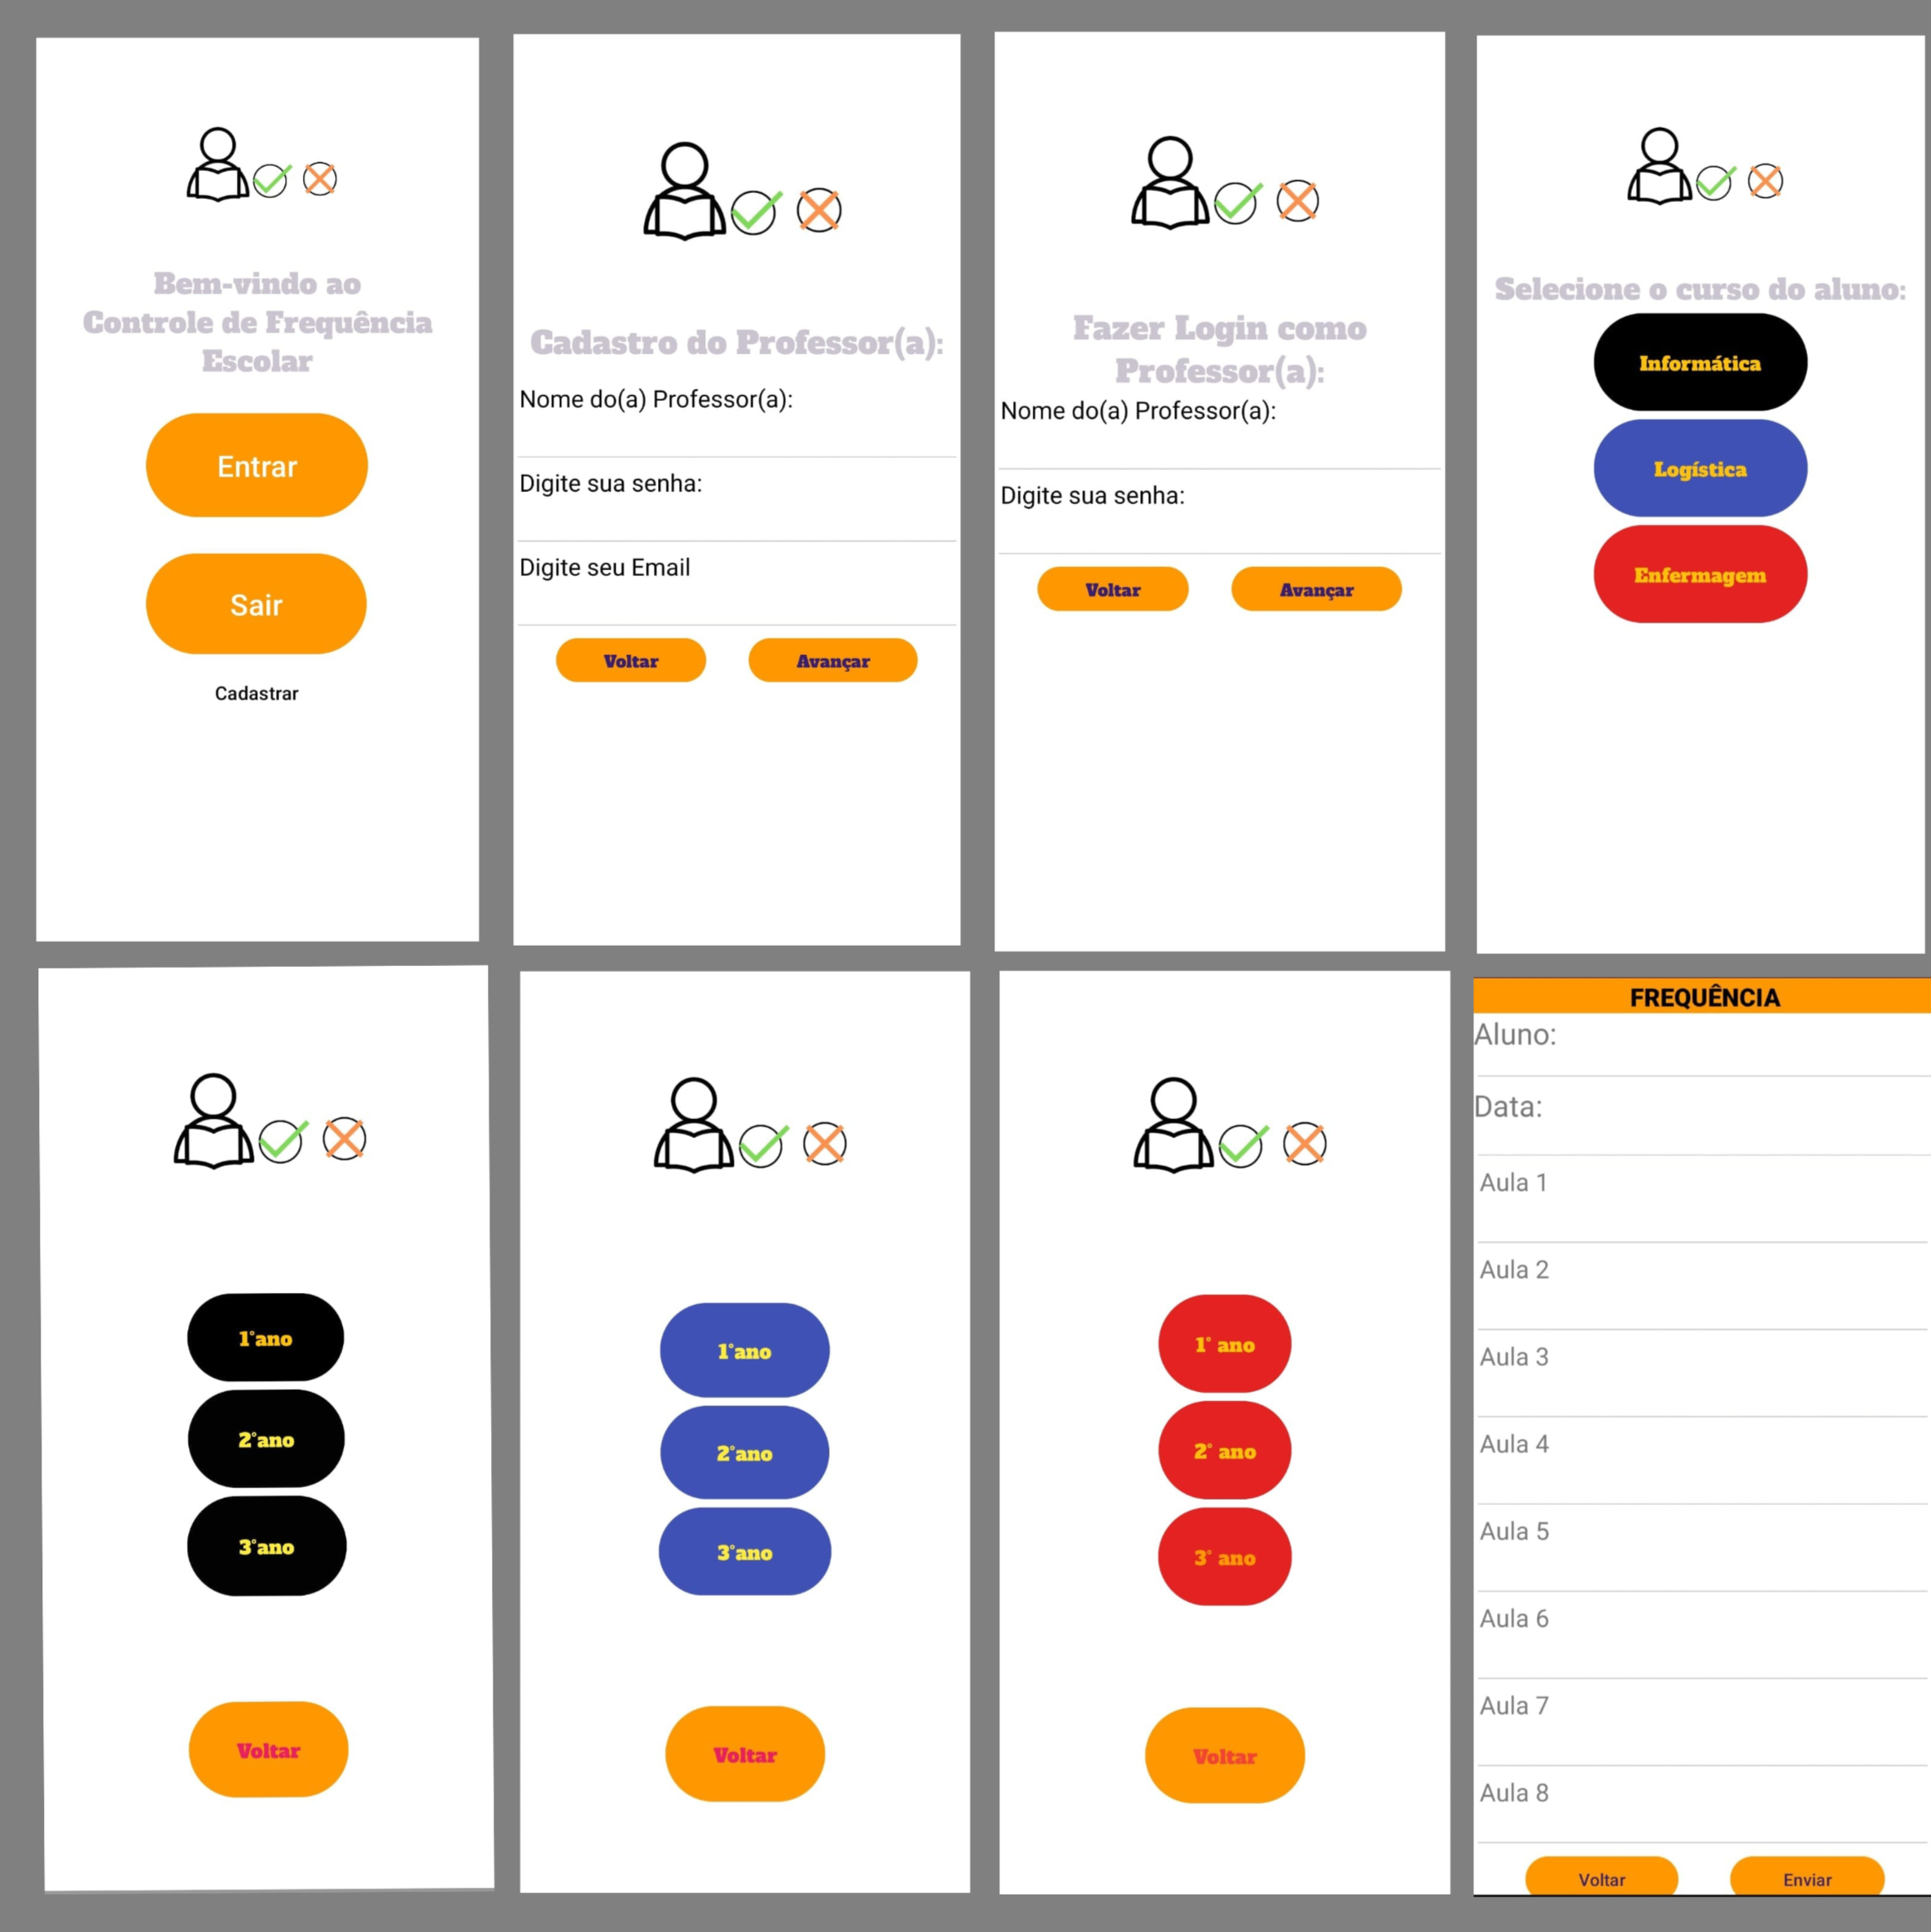 Bem-vindo ao
Controle de Frequência
Escolar
Entrar
Sair
Cadastrar
Cadastro do Professor(a):
Nome do(a) Professor(a):
Digite sua senha:
Digite seu Email
Voltar
Avançar
Fazer Login como
Professor(a):
Nome do(a) Professor(a):
Digite sua senha:
Voltar
Avançar
Selecione o curso do aluno:
Informática
Logística
Enfermagem
1°ano
2°ano
3°ano
Voltar
1°ano
2°ano
3°ano
Voltar
1° ano
2° ano
3° ano
Voltar
FREQUÊNCIA
Aluno:
Data:
Aula 1
Aula 2
Aula 3
Aula 4
Aula 5
Aula 6
Aula 7
Aula 8
Voltar
Enviar